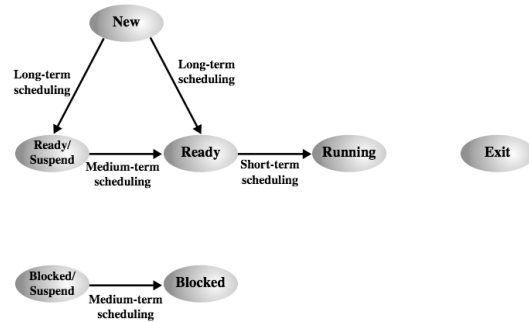 New
Long-term
scheduling
Long-term
scheduling
Ready/
Suspend
Medium-term
scheduling
Ready
Short-term
scheduling
Running
Exit
Blocked/
Suspend
Medium-term
scheduling
Blocked